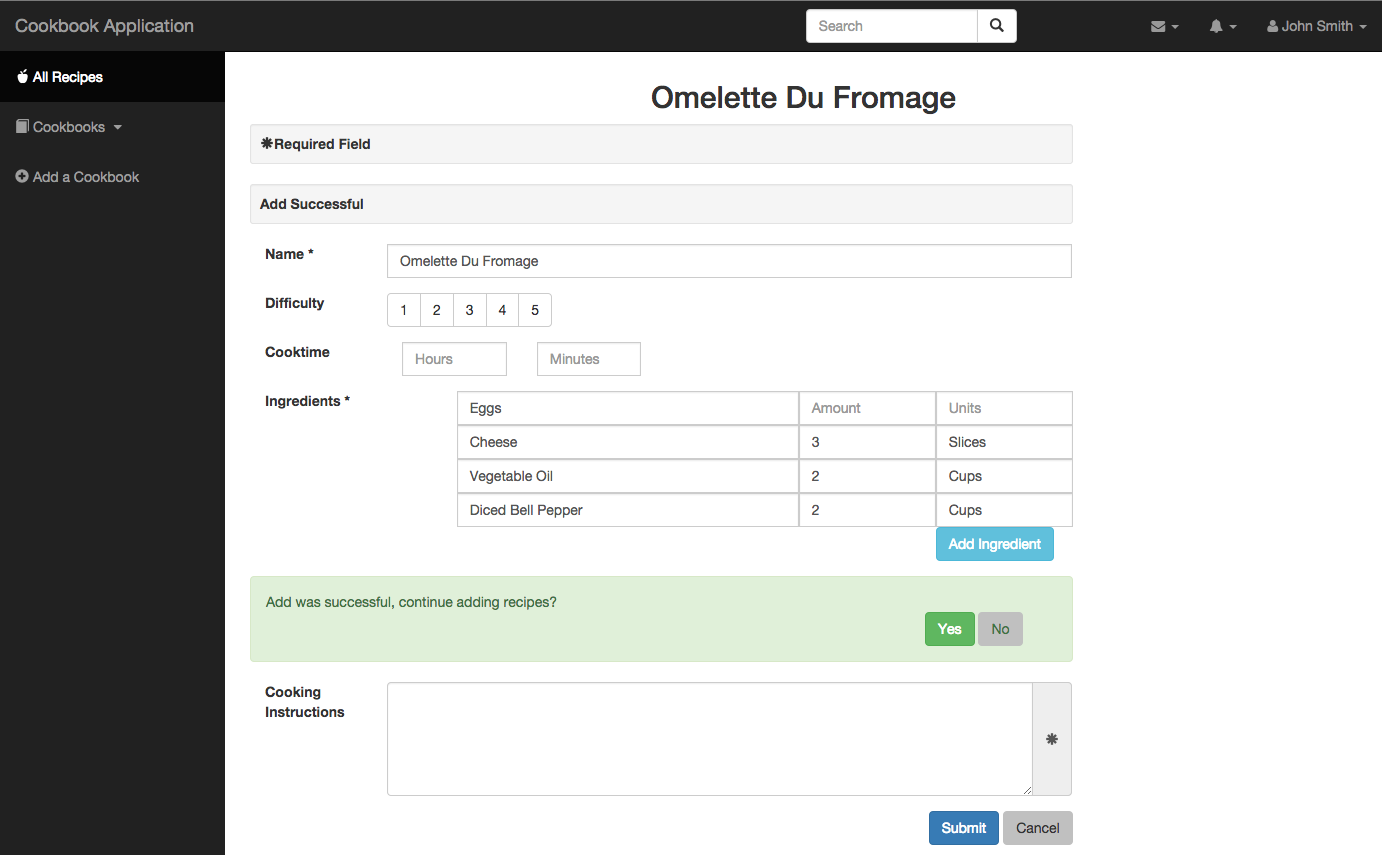 Cookbook Application
Search
John Smith
All Recipes
Cookbooks
Add a Cookbook
Omelette Du Fromage
✱Required Field
Add Successful
Name *
Omelette Du Fromage
Difficulty
1 2 3 4 5
Cooktime
Hours Minutes
Ingredients *
Eggs Amount Units
Cheese 3 Slices
Vegetable Oil 2 Cups
Diced Bell Pepper 2 Cups
Add Ingredient
Add was successful, continue adding recipes?
Yes No
Cooking
Instructions
✱
Submit Cancel